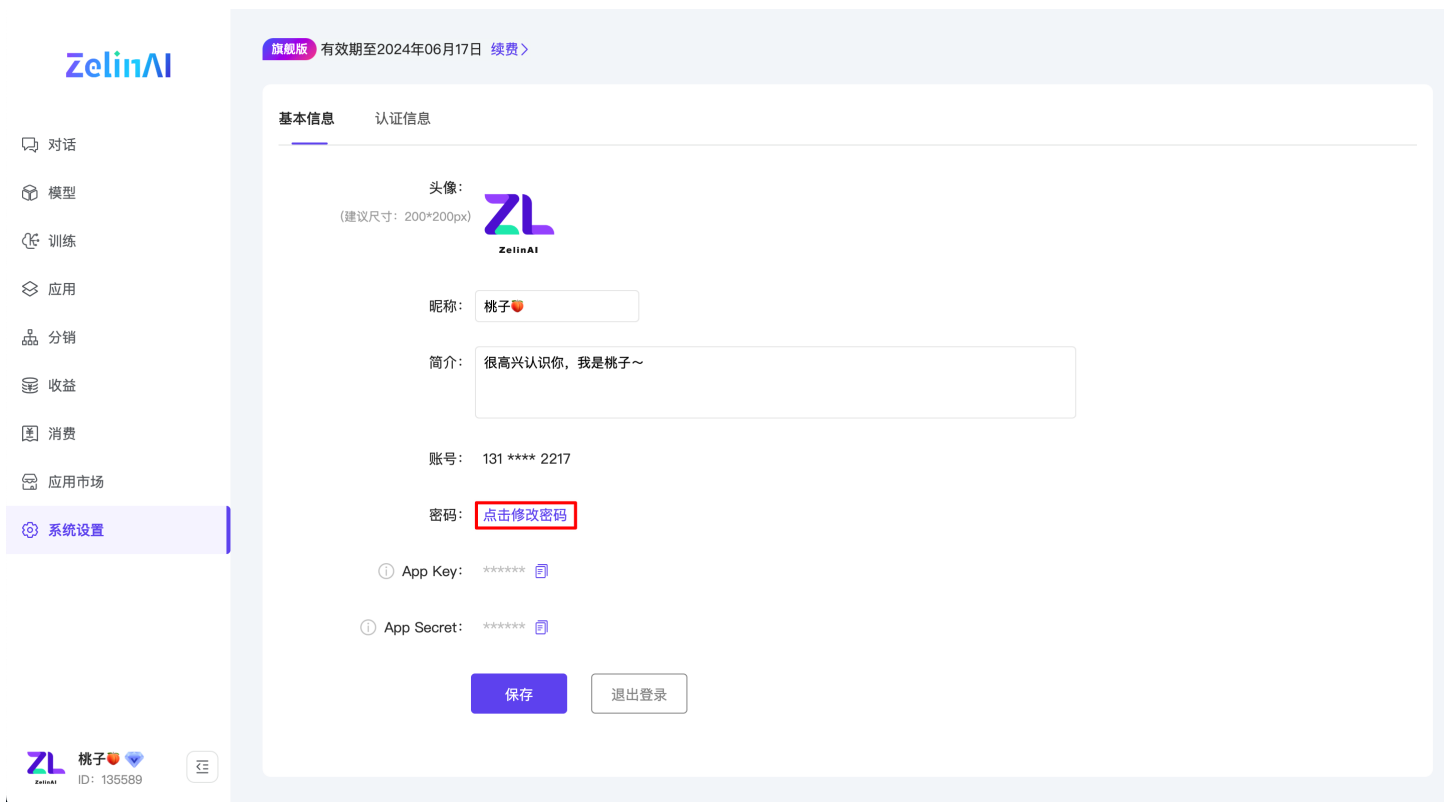 ZelinAI
对话
模型
训练
应用
分销
收益
消费
应用市场
系统设置
ZL
ZelinAI
桃子🍑
ID：135589
旗舰版 有效期至2024年06月17日 续费>
基本信息 认证信息
头像：
(建议尺寸：200*200px)
ZL
ZelinAI
昵称： 桃子🍑
简介： 很高兴认识你，我是桃子～
账号： 131 **** 2217
密码： 点击修改密码
App Key： ******
App Secret： ******
保存 退出登录